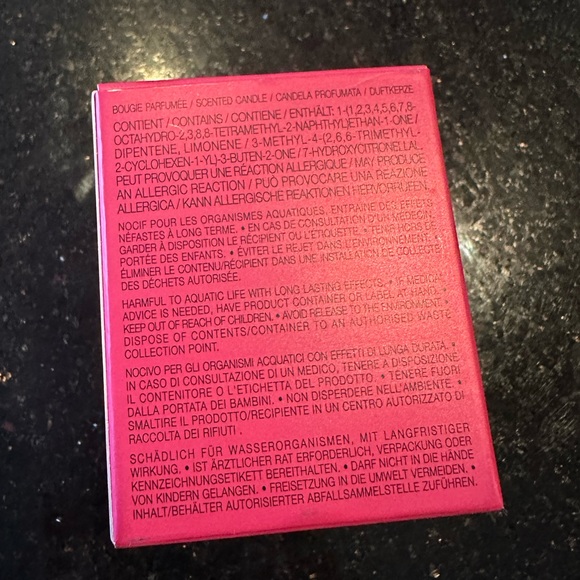 BOUGIE PARFUMÉE / SCENTED CANDLE / CANDELA PROFUMATA / DUFTKERZE
CONTIENT / CONTAINS / CONTIENE / ENTHÄLT: 1-(1,2,3,4,5,6,7,8-
OCTAHYDRO-2,3,8,8-TETRAMETHYL-2-NAPHTHYL)ETHAN-1-ONE /
DIPENTENE, LIMONENE / 3-METHYL-4-(2,6,6-TRIMETHYL-
2-CYCLOHEXEN-1-YL)-3-BUTEN-2-ONE / 7-HYDROXYCITRONELLAL.
PEUT PROVOQUER UNE RÉACTION ALLERGIQUE / MAY PRODUCE
AN ALLERGIC REACTION / PUÒ PROVOCARE UNA REAZIONE
ALLERGICA / KANN ALLERGISCHE REAKTIONEN HERVORRUFEN.
NOCIF POUR LES ORGANISMES AQUATIQUES, ENTRAÎNE DES EFFETS
NÉFASTES À LONG TERME. • EN CAS DE CONSULTATION D'UN MÉDECIN,
GARDER À DISPOSITION LE RÉCIPIENT OU L'ÉTIQUETTE. • TENIR HORS DE
PORTÉE DES ENFANTS. • ÉVITER LE REJET DANS L'ENVIRONNEMENT. •
ÉLIMINER LE CONTENU/RÉCIPIENT DANS UNE INSTALLATION DE COLLECTE
DES DÉCHETS AUTORISÉE.
HARMFUL TO AQUATIC LIFE WITH LONG LASTING EFFECTS. • IF MEDICAL
ADVICE IS NEEDED, HAVE PRODUCT CONTAINER OR LABEL AT HAND. •
KEEP OUT OF REACH OF CHILDREN. • AVOID RELEASE TO THE ENVIRONMENT. •
DISPOSE OF CONTENTS/CONTAINER TO AN AUTHORISED WASTE
COLLECTION POINT.
NOCIVO PER GLI ORGANISMI ACQUATICI CON EFFETTI DI LUNGA DURATA. •
IN CASO DI CONSULTAZIONE DI UN MEDICO, TENERE A DISPOSIZIONE
IL CONTENITORE O L'ETICHETTA DEL PRODOTTO. • TENERE FUORI
DALLA PORTATA DEI BAMBINI. • NON DISPERDERE NELL'AMBIENTE. •
SMALTIRE IL PRODOTTO/RECIPIENTE IN UN CENTRO AUTORIZZATO DI
RACCOLTA DEI RIFIUTI .
SCHÄDLICH FÜR WASSERORGANISMEN, MIT LANGFRISTIGER
WIRKUNG. • IST ÄRZTLICHER RAT ERFORDERLICH, VERPACKUNG ODER
KENNZEICHNUNGSETIKETT BEREITHALTEN. • DARF NICHT IN DIE HÄNDE
VON KINDERN GELANGEN. • FREISETZUNG IN DIE UMWELT VERMEIDEN. •
INHALT/BEHÄLTER AUTORISIERTER ABFALLSAMMELSTELLE ZUFÜHREN.